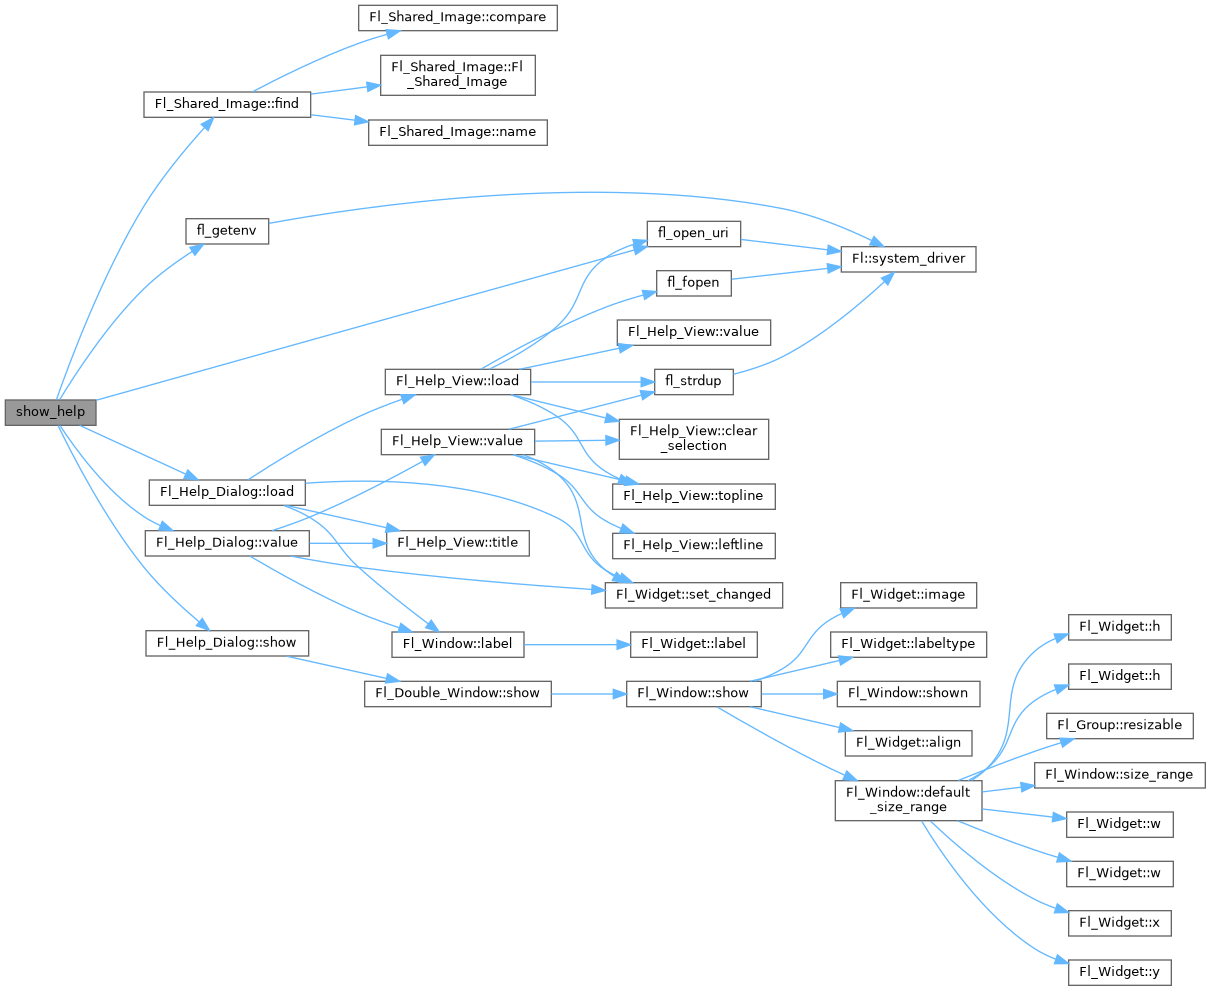 Fl_Shared_Image::compare
Fl_Shared_Image::Fl
_Shared_Image
Fl_Shared_Image::find
Fl_Shared_Image::name
fl_getenv
fl_open_uri
Fl::system_driver
fl_fopen
Fl_Help_View::value
Fl_Help_View::load
fl_strdup
show_help
Fl_Help_View::clear
_selection
Fl_Help_View::value
Fl_Help_Dialog::load
Fl_Help_View::topline
Fl_Help_Dialog::value
Fl_Help_View::title
Fl_Help_View::leftline
Fl_Widget::set_changed
Fl_Widget::image
Fl_Help_Dialog::show
Fl_Window::label
Fl_Widget::label
Fl_Widget::labeltype
Fl_Widget::h
Fl_Widget::h
Fl_Double_Window::show
Fl_Window::show
Fl_Window::shown
Fl_Group::resizable
Fl_Widget::align
Fl_Window::size_range
Fl_Window::default
_size_range
Fl_Widget::w
Fl_Widget::w
Fl_Widget::x
Fl_Widget::y